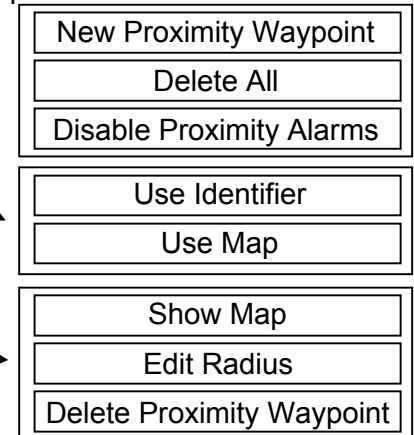 New Proximity Waypoint
Delete All
Disable Proximity Alarms
Use Identifier
Use Map
Show Map
Edit Radius
Delete Proximity Waypoint